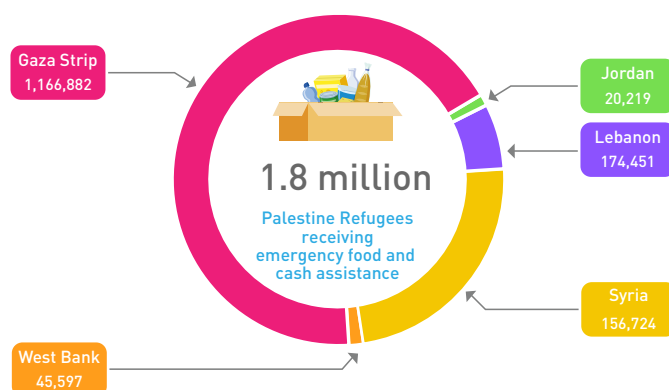 Gaza Strip
1,166,882
Jordan
20,219
Lebanon
174,451
1.8 million
Palestine Refugees
receiving
emergency food and
cash assistance
Syria
156,724
West Bank
45,597